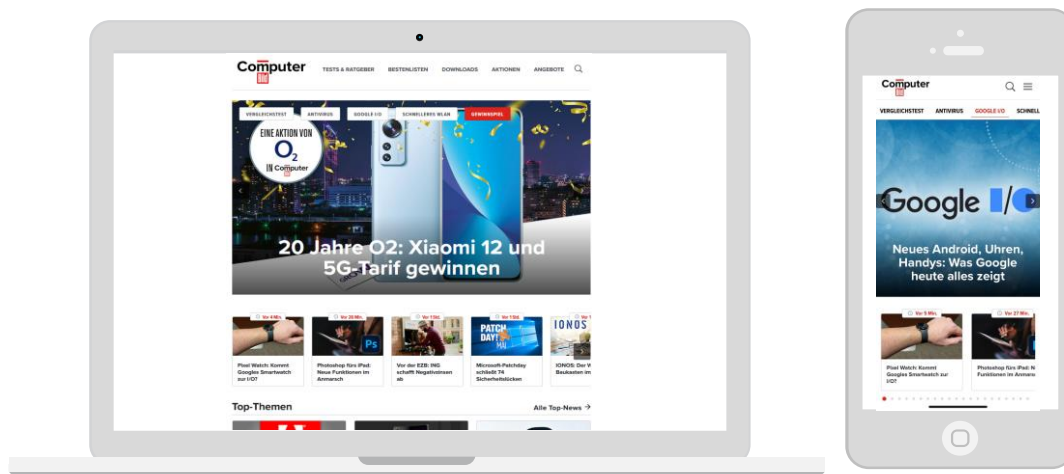 Computer
Bild
TESTS & RATGEBER BESTENLISTEN DOWNLOADS AKTIONEN ANGEBOTE
VERGLEICHSTEST ANTIVIRUS GOOGLE I/O SCHNELLERES WLAN GEWINNSPIEL
EINE AKTION VON
O2
Computer
20 Jahre O2: Xiaomi 12 und
5G-Tarif gewinnen
Vor 4 Min. Vor 26 Min. Vor 1 Std. Vor 1 Std.
Ps
PATCH
DAY!
MAI
IONOS
Pixel Watch: Kommt
Googles Smartwatch
zur I/O?
Photoshop fürs iPad:
Neue Funktionen im
Anmarsch
Vor der EZB: ING
schafft Negativzinsen
ab
Microsoft-Patchday
schließt 74
Sicherheitslücken
IONOS: Der
Baukasten im
Top-Themen
Alle Top-News →
Computer
Bild
VERGLEICHSTEST ANTIVIRUS GOOGLE I/O SCHNELL
Google I/O
Neues Android, Uhren,
Handys: Was Google
heute alles zeigt
Vor 5 Min. Vor 27 Min.
Ps
Pixel Watch: Kommt
Googles Smartwatch zur
I/O?
Photoshop fürs iPad: N
Funktionen im Anmars